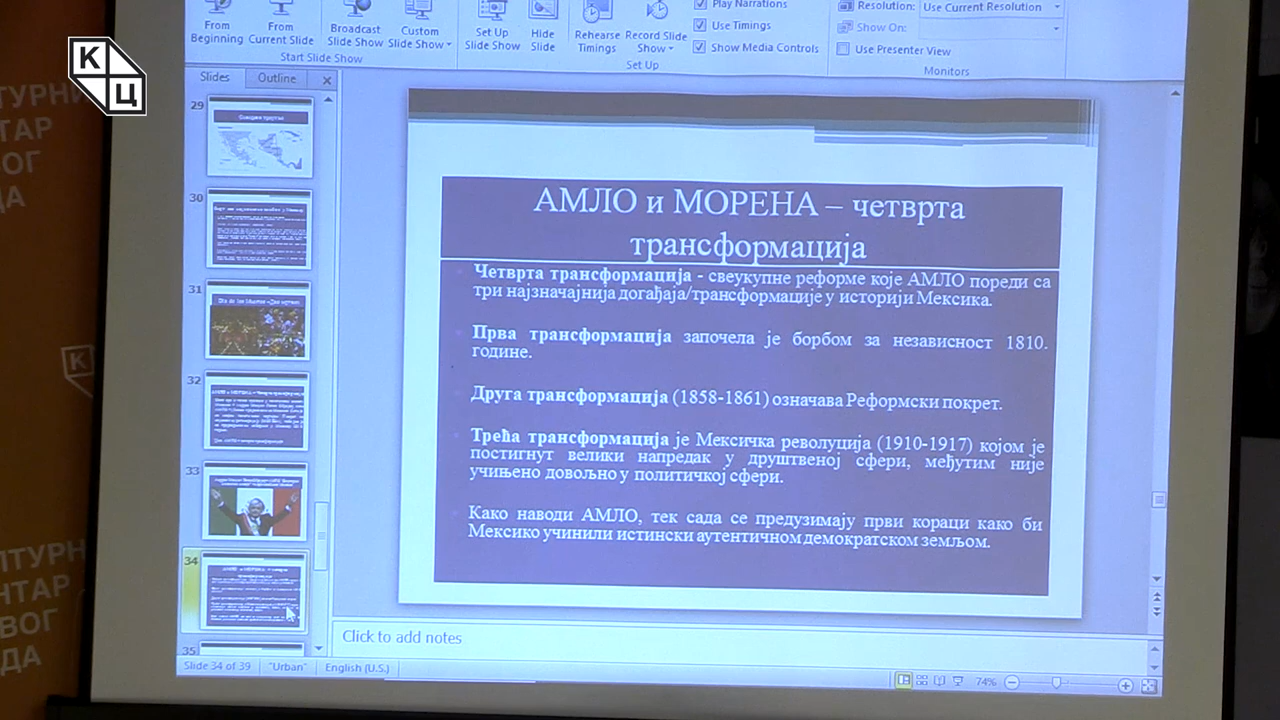 К
Ц
From Beginning
From Current Slide
Broadcast Slide Show
Custom Slide Show
Set Up Slide Show
Hide Slide
Rehearse Timings
Record Slide Show
Play Narrations
Use Timings
Show Media Controls
Resolution:
Use Current Resolution
Show On:
Use Presenter View
Start Slide Show
Set Up
Monitors
Slides
Outline
29
30
31
32
33
34
35
АМЛО и МОРЕНА – четврта
трансформација
Четврта трансформација - свеукупне реформе које АМЛО пореди са
три најзначајнија догађаја/трансформације у историји Мексика.
Прва трансформација започела је борбом за независност 1810.
године.
Друга трансформација (1858-1861) означава Реформски покрет.
Трећа трансформација је Мексичка револуција (1910-1917) којом је
постигнут велики напредак у друштвеној сфери, међутим није
учињено довољно у политичкој сфери.
Како наводи АМЛО, тек сада се предузимају први кораци како би
Мексико учинили истински аутентичном демократском земљом.
Click to add notes
Slide 34 of 39
"Urban"
English (U.S.)
74%